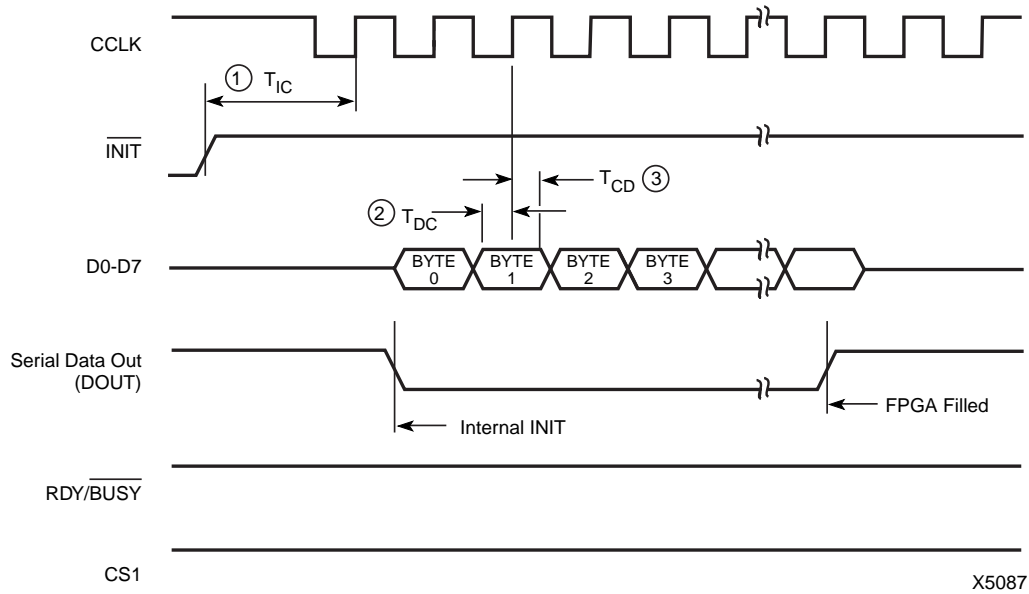 CCLK
① T_IC
INIT
T_CD ③
② T_DC
D0-D7
BYTE 0
BYTE 1
BYTE 2
BYTE 3
Serial Data Out
(DOUT)
FPGA Filled
Internal INIT
RDY/BUSY
CS1
X5087